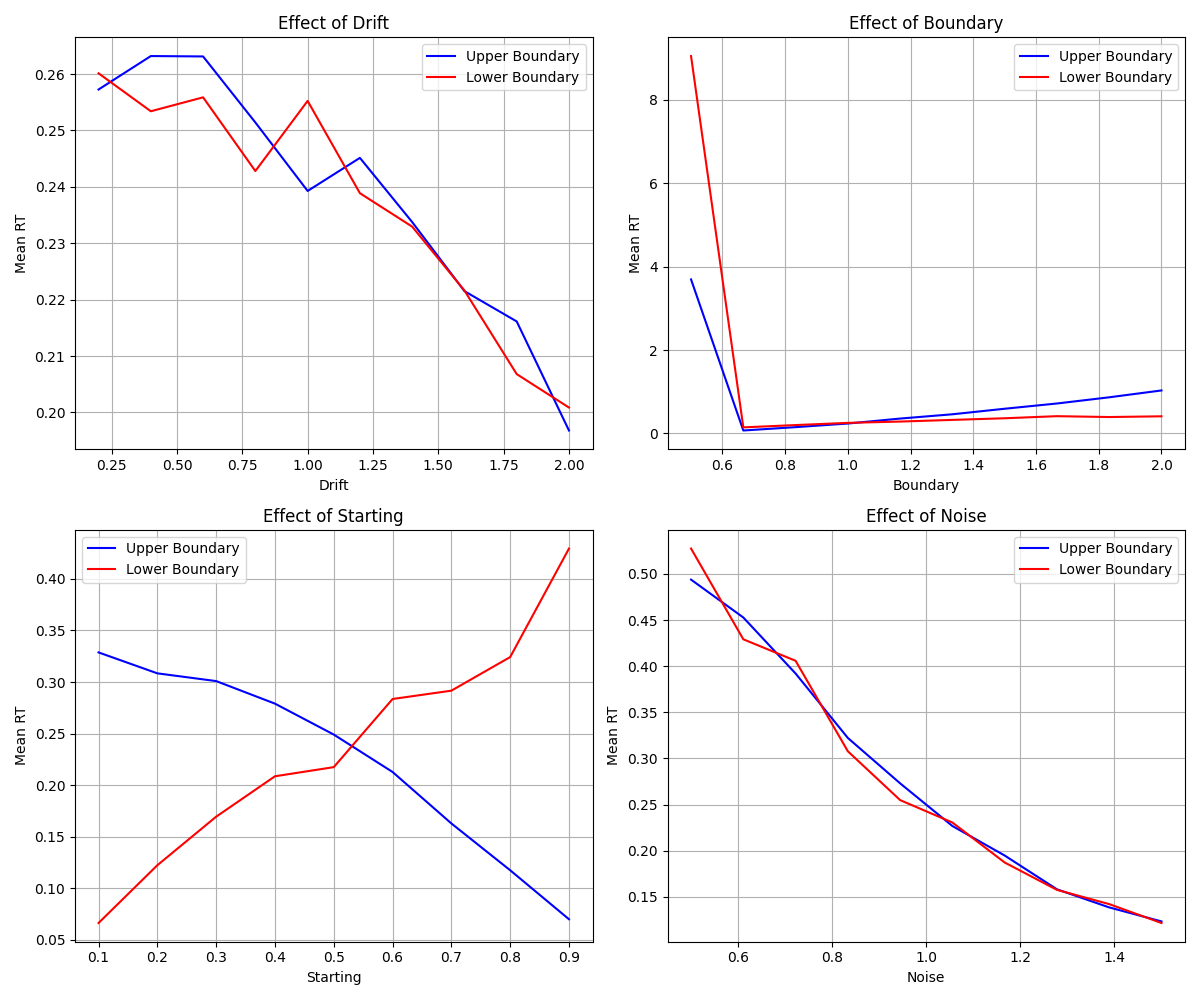 Effect of Drift
Upper Boundary
Lower Boundary
0.26
0.25
0.24
0.23
0.22
0.21
0.20
Mean RT
0.25 0.50 0.75 1.00 1.25 1.50 1.75 2.00
Drift
Effect of Boundary
Upper Boundary
Lower Boundary
8
6
4
2
0
Mean RT
0.6 0.8 1.0 1.2 1.4 1.6 1.8 2.0
Boundary
Effect of Starting
Upper Boundary
Lower Boundary
0.40
0.35
0.30
0.25
0.20
0.15
0.10
0.05
Mean RT
0.1 0.2 0.3 0.4 0.5 0.6 0.7 0.8 0.9
Starting
Effect of Noise
Upper Boundary
Lower Boundary
0.50
0.45
0.40
0.35
0.30
0.25
0.20
0.15
Mean RT
0.6 0.8 1.0 1.2 1.4
Noise